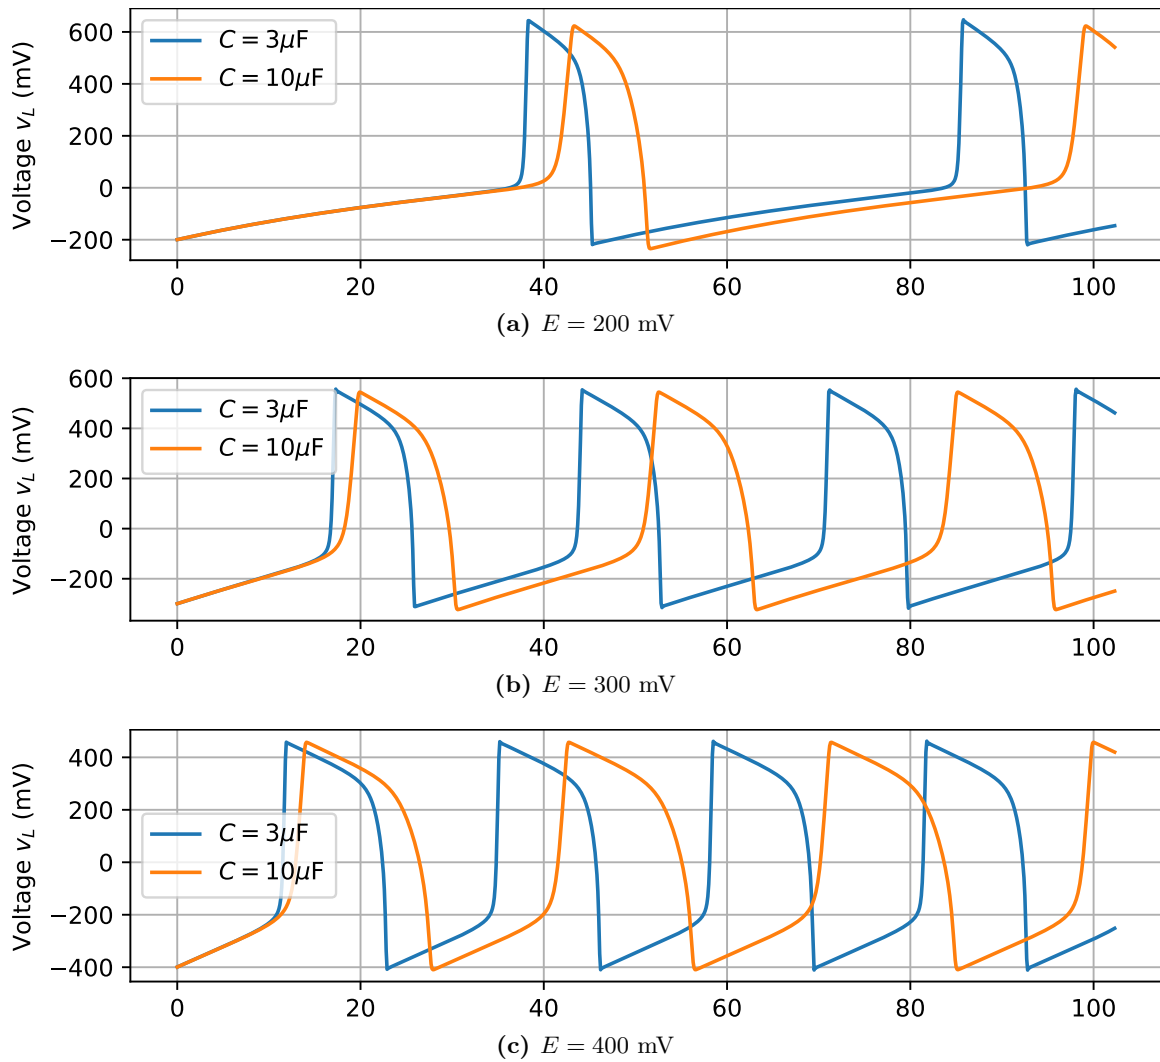 600
400
200
0
−200
Voltage v_L (mV)
C = 3μF
C = 10μF
0 20 40 60 80 100
(a) E = 200 mV
600
400
200
0
−200
Voltage v_L (mV)
C = 3μF
C = 10μF
0 20 40 60 80 100
(b) E = 300 mV
400
200
0
−200
−400
Voltage v_L (mV)
C = 3μF
C = 10μF
0 20 40 60 80 100
(c) E = 400 mV